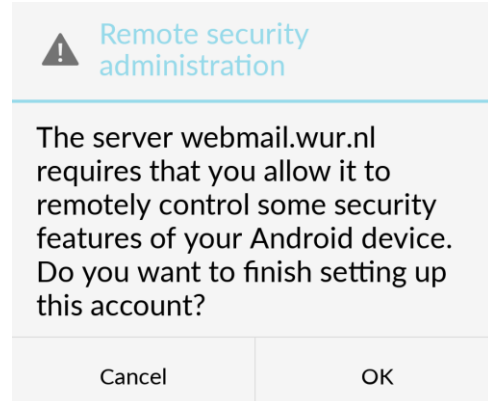 Remote security
administration
The server webmail.wur.nl
requires that you allow it to
remotely control some security
features of your Android device.
Do you want to finish setting up
this account?
Cancel OK